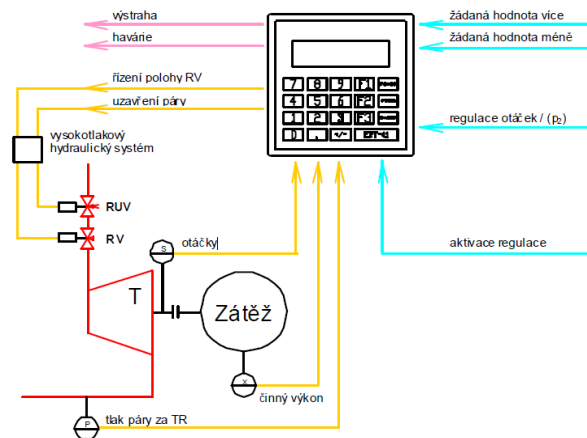 výstraha
havárie
řízení polohy RV
uzavření páry
žádaná hodnota více
žádaná hodnota méně
regulace otáček / (p2)
aktivace regulace
7 8 9 F1
4 5 6 F2
1 2 3 F3
0 . +/-
vysokotlakový
hydraulický systém
RUV
RV
otáčky
S
T
Zátěž
X
činný výkon
P
tlak páry za TR